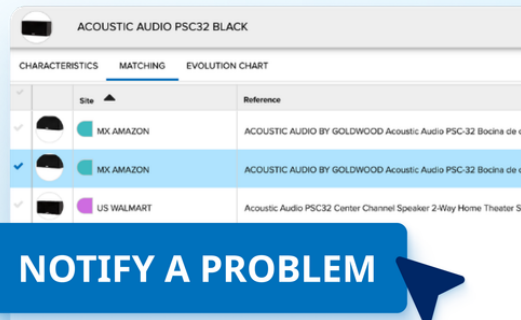 ACOUSTIC AUDIO PSC32 BLACK
CHARACTERISTICS MATCHING EVOLUTION CHART
Site Reference
MX AMAZON ACOUSTIC AUDIO BY GOLDWOOD Acoustic Audio PSC-32 Bocina de
MX AMAZON ACOUSTIC AUDIO BY GOLDWOOD Acoustic Audio PSC-32 Bocina de
US WALMART Acoustic Audio PSC32 Center Channel Speaker 2-Way Home Theater S
NOTIFY A PROBLEM